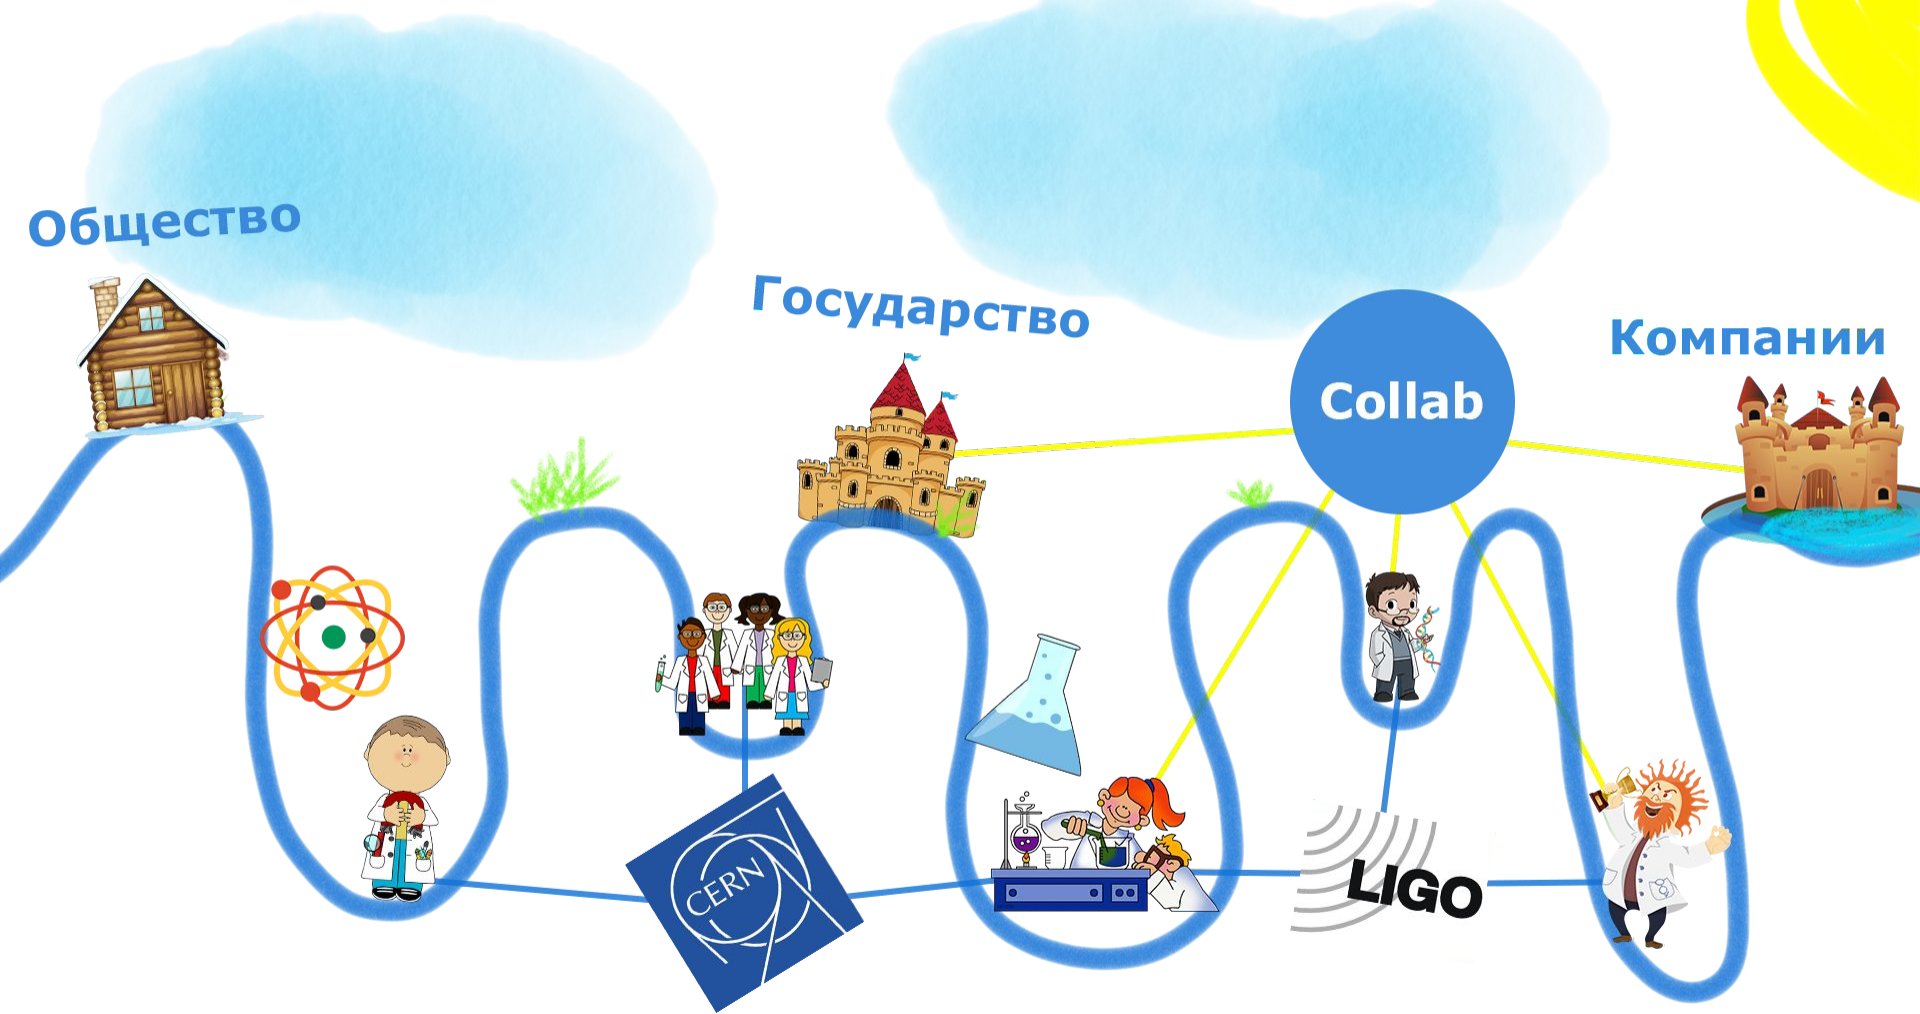 Общество
Государство
Collab
Компании
CERN
LIGO